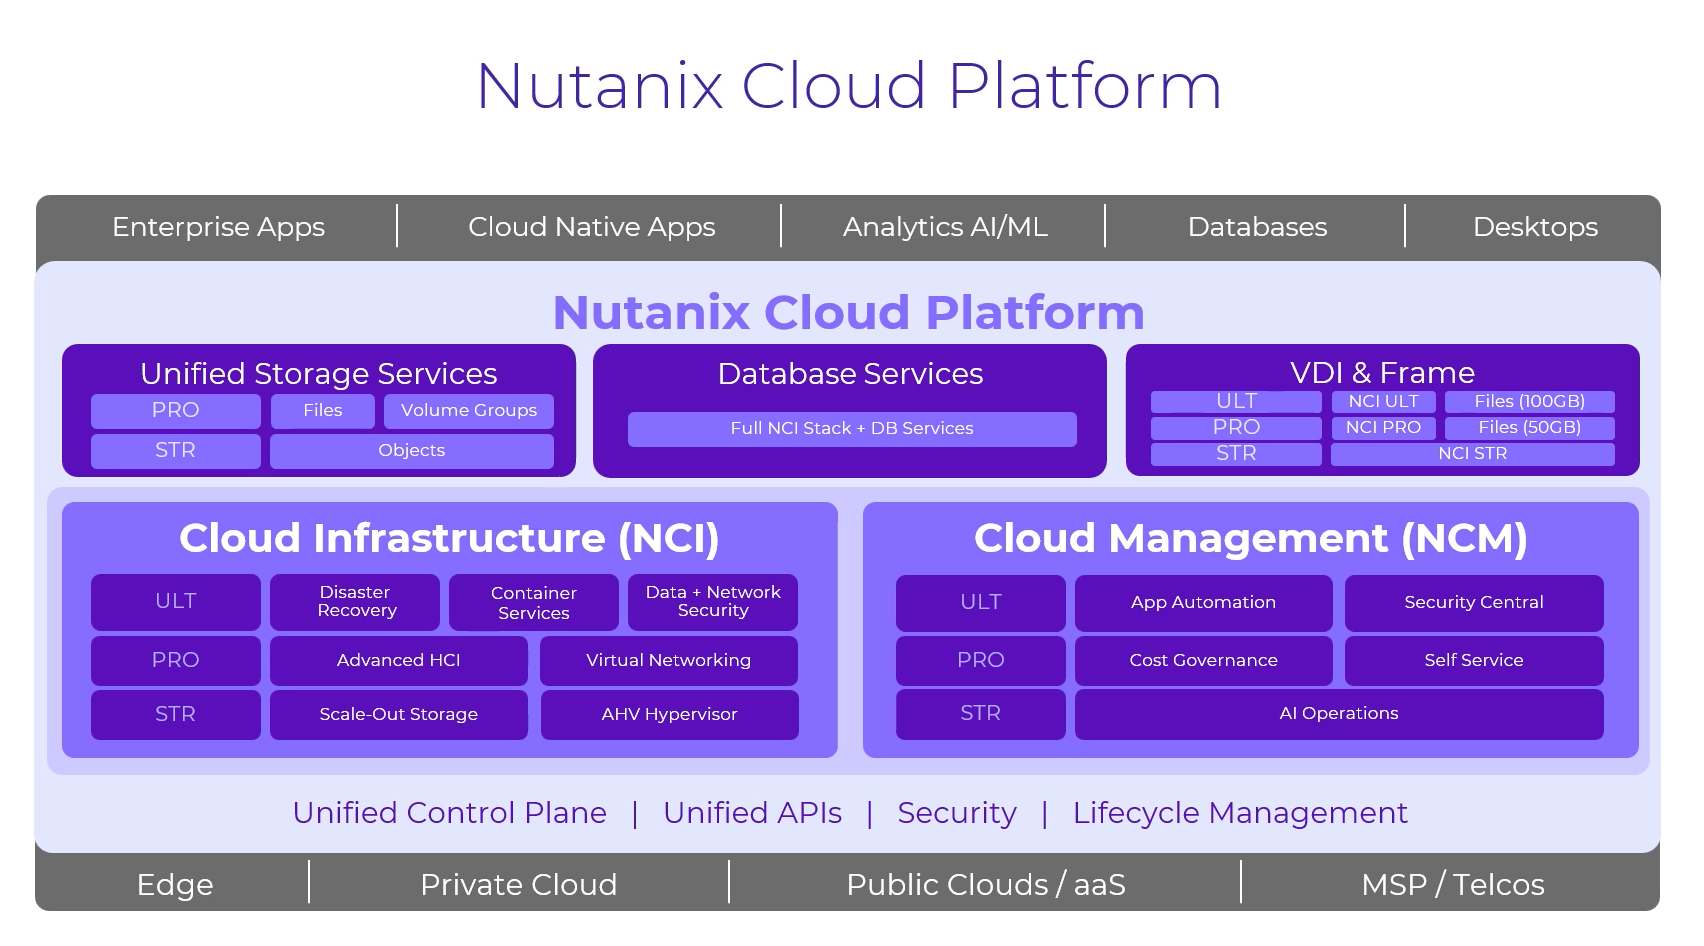 Nutanix Cloud Platform
Enterprise Apps
Cloud Native Apps
Analytics AI/ML
Databases
Desktops
Nutanix Cloud Platform
Unified Storage Services
PRO
Files
Volume Groups
STR
Objects
Database Services
Full NCI Stack + DB Services
VDI & Frame
ULT
NCI ULT
Files (100GB)
PRO
NCI PRO
Files (50GB)
STR
NCI STR
Cloud Infrastructure (NCI)
ULT
Disaster
Recovery
Container
Services
Data + Network
Security
PRO
Advanced HCI
Virtual Networking
STR
Scale-Out Storage
AHV Hypervisor
Cloud Management (NCM)
ULT
App Automation
Security Central
PRO
Cost Governance
Self Service
STR
AI Operations
Unified Control Plane | Unified APIs | Security | Lifecycle Management
Edge
Private Cloud
Public Clouds / aaS
MSP / Telcos